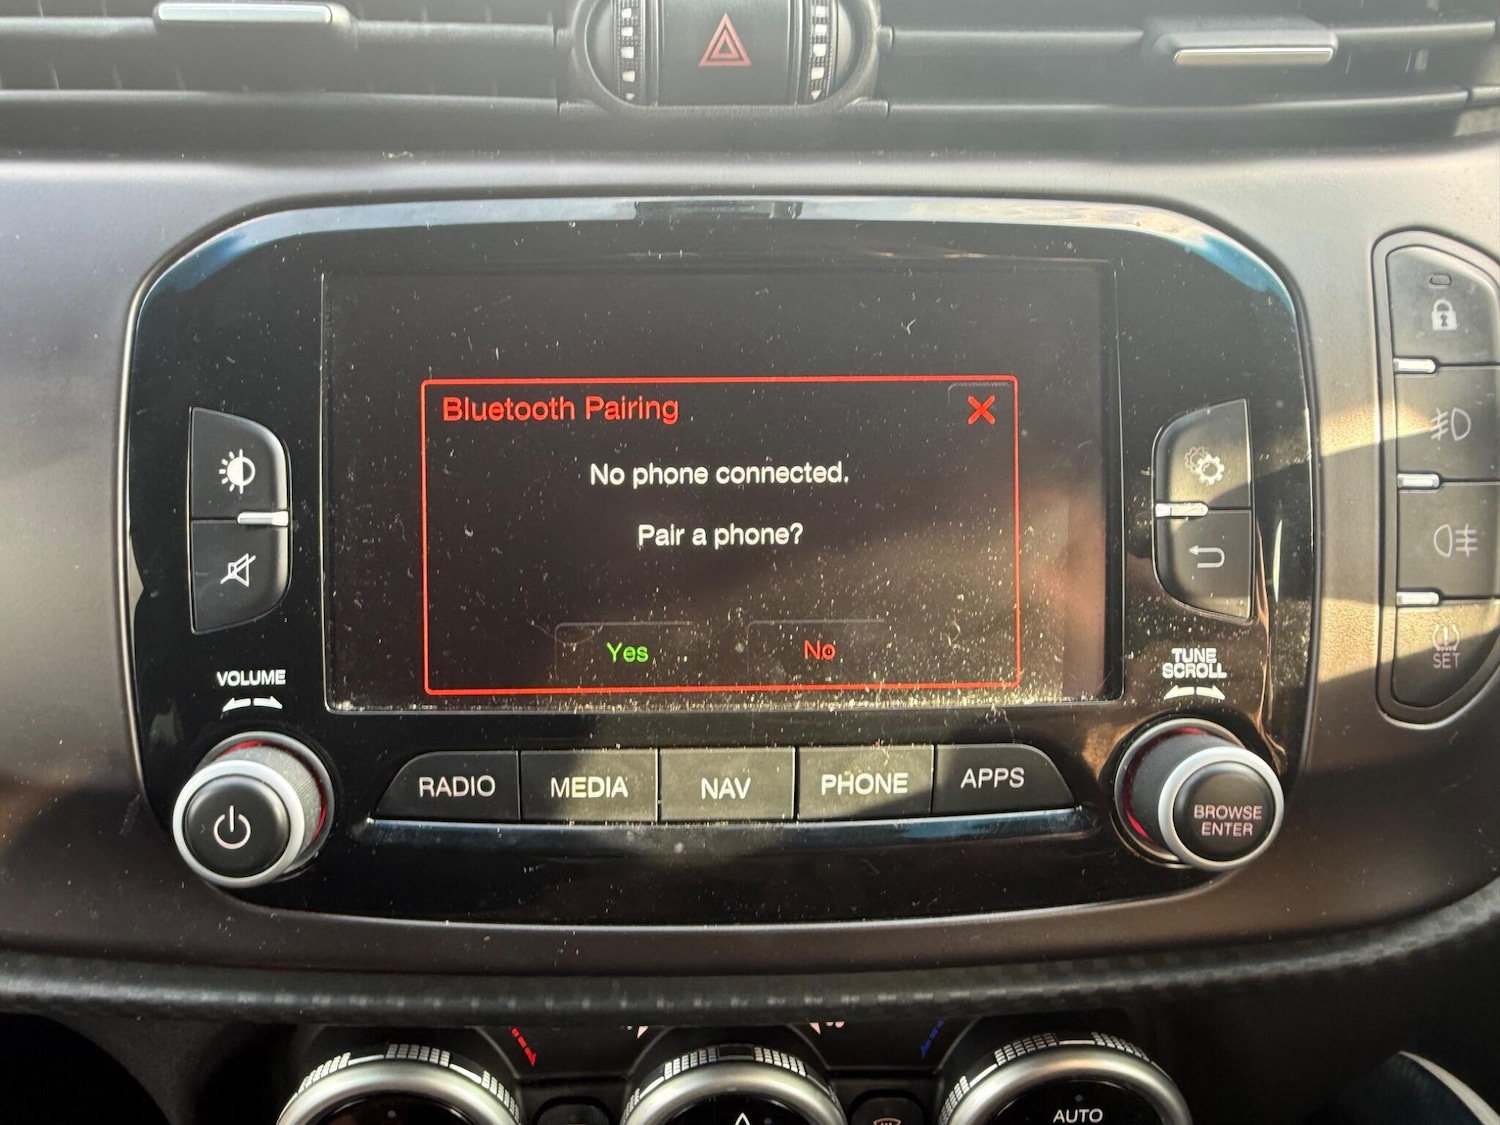 Bluetooth Pairing
No phone connected.
Pair a phone?
Yes
No
VOLUME
TUNE
SCROLL
SET
RADIO
MEDIA
NAV
PHONE
APPS
BROWSE
ENTER
AUTO